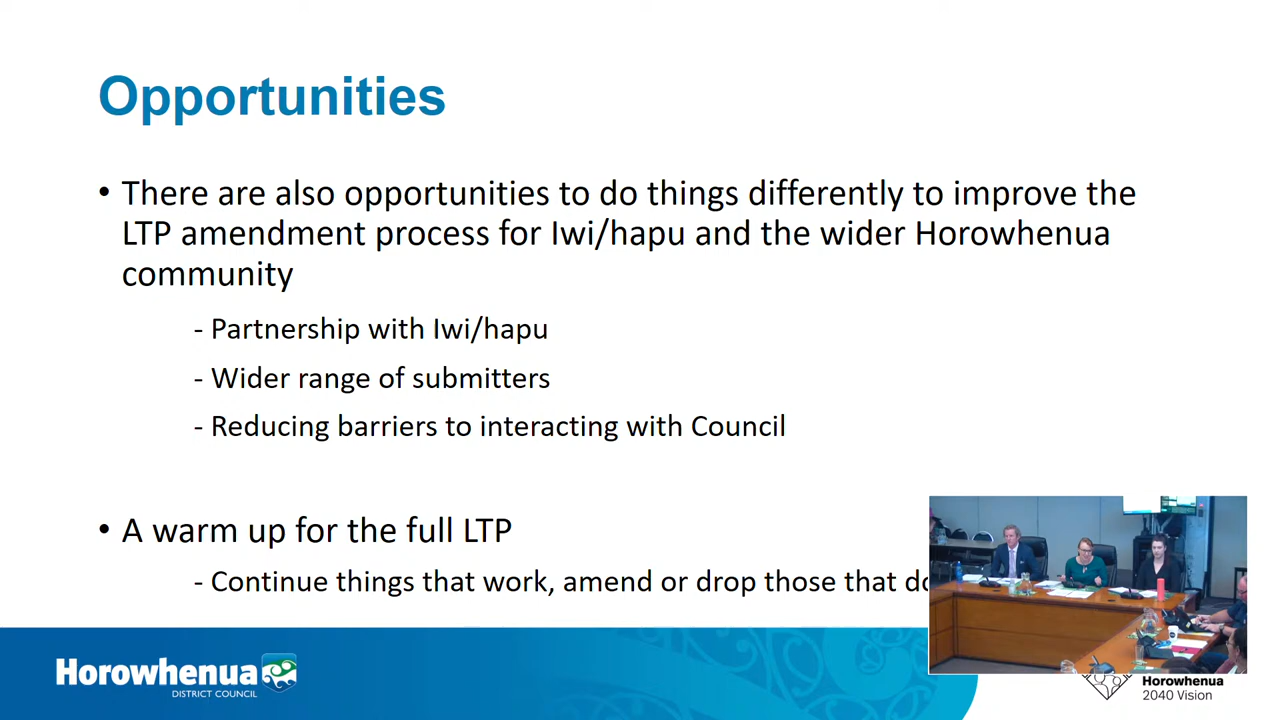 Opportunities
• There are also opportunities to do things differently to improve the
LTP amendment process for Iwi/hapu and the wider Horowhenua
community
- Partnership with Iwi/hapu
- Wider range of submitters
- Reducing barriers to interacting with Council
• A warm up for the full LTP
- Continue things that work, amend or drop those that
Horowhenua
DISTRICT COUNCIL
Horowhenua
2040 Vision